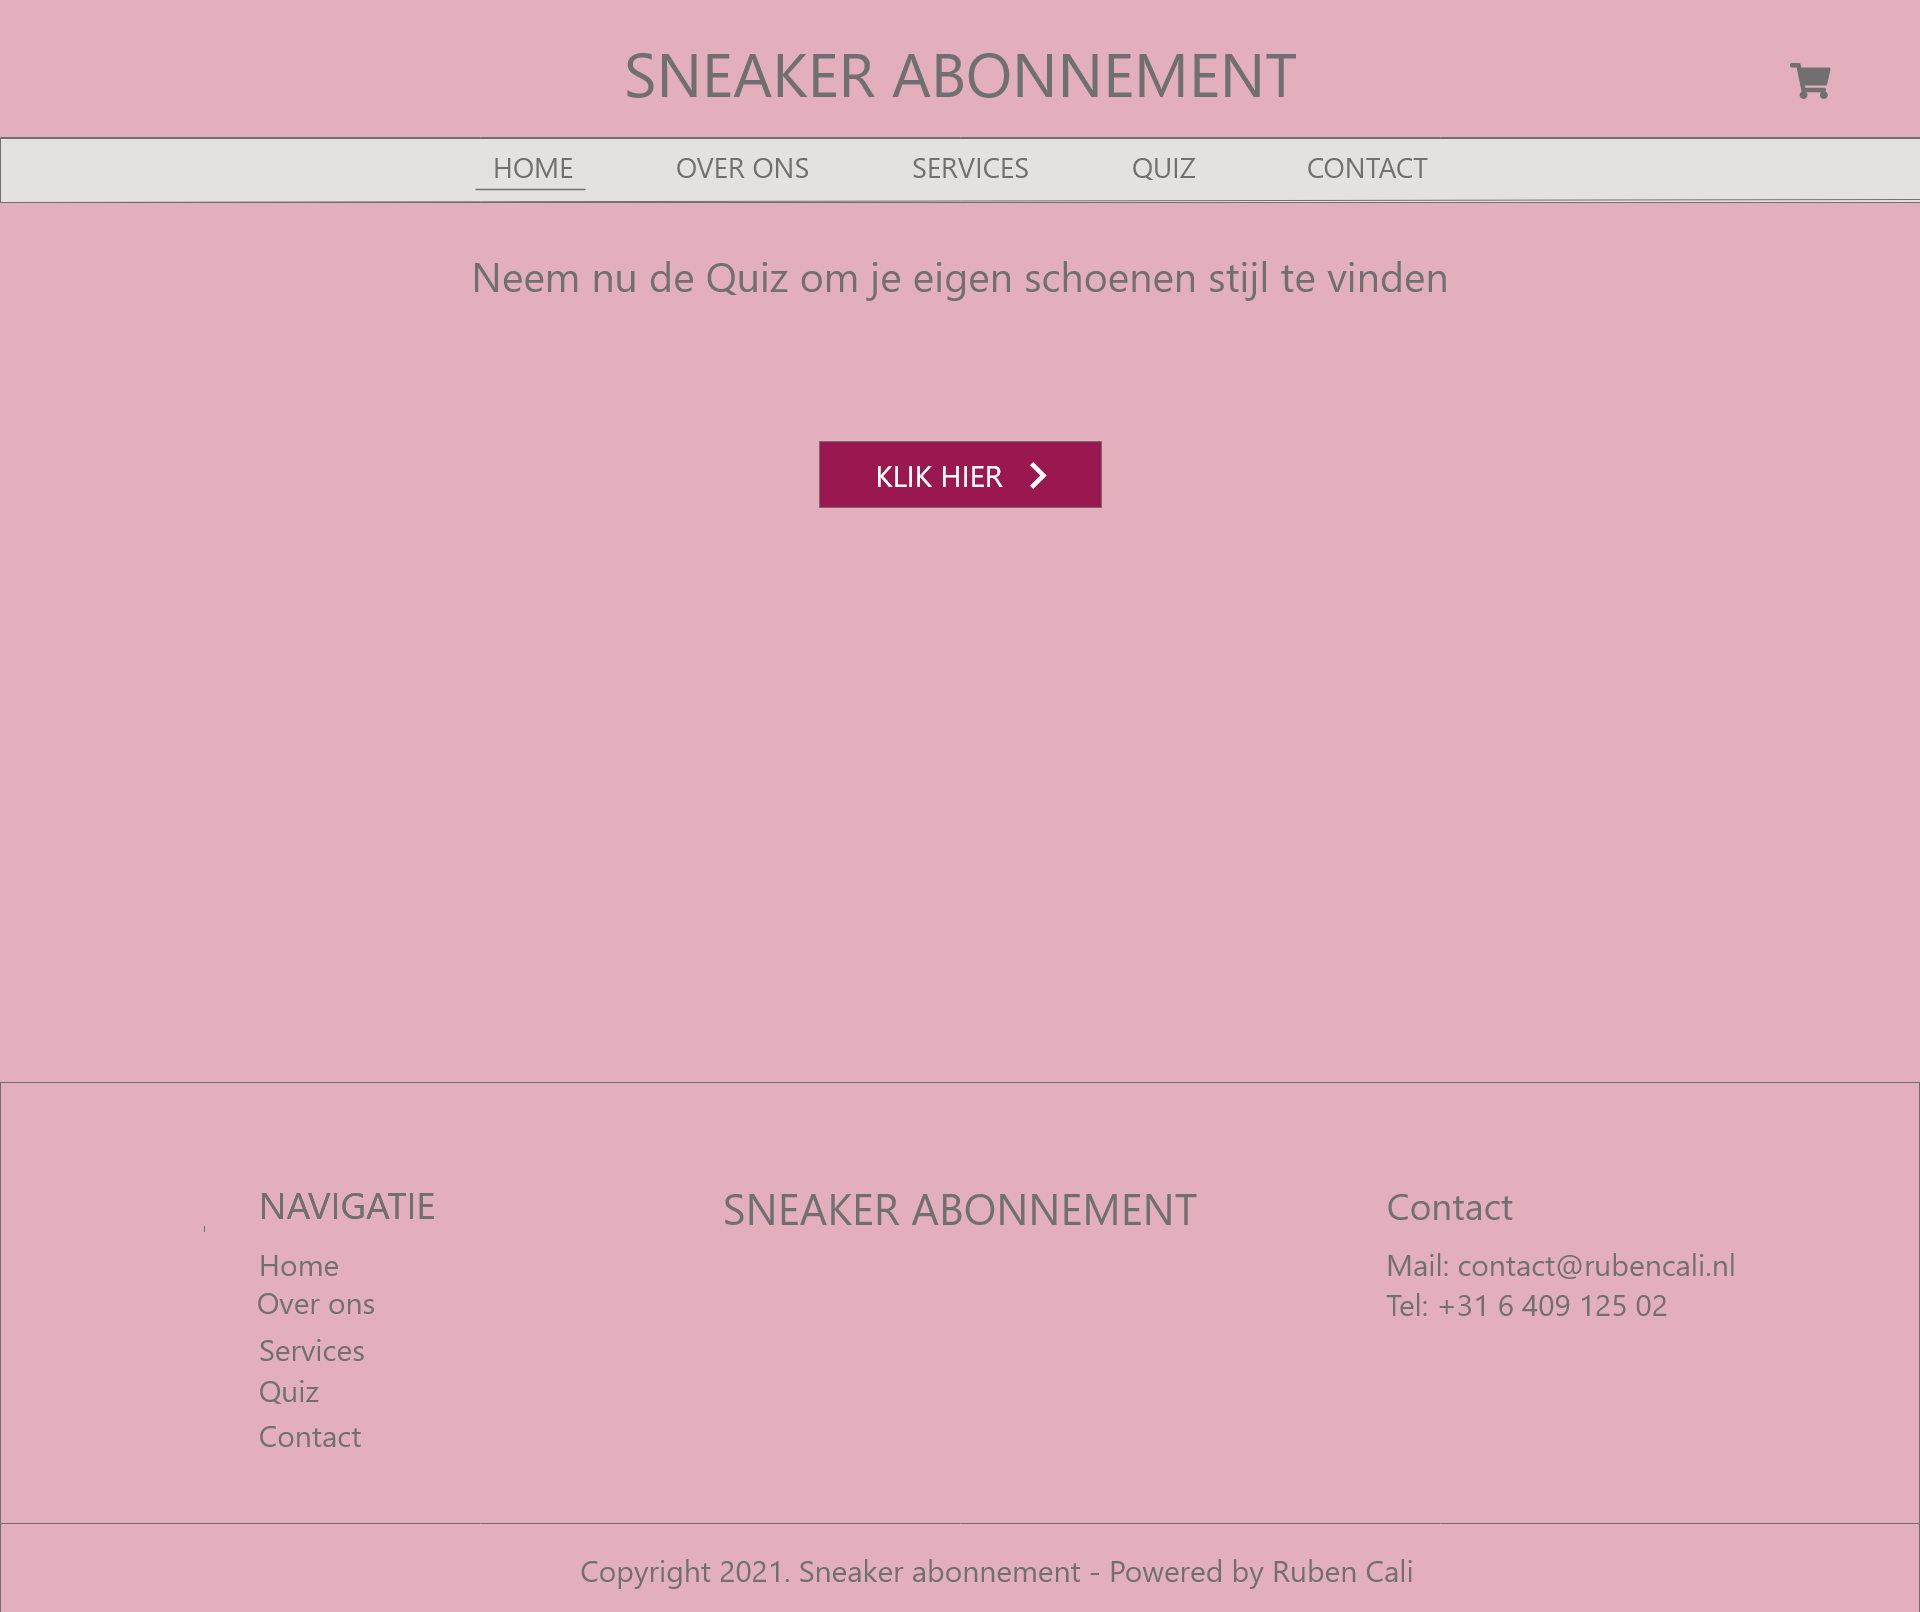 SNEAKER ABONNEMENT
HOME OVER ONS SERVICES QUIZ CONTACT
Neem nu de Quiz om je eigen schoenen stijl te vinden
KLIK HIER
NAVIGATIE
Home
Over ons
Services
Quiz
Contact
SNEAKER ABONNEMENT
Contact
Mail: contact@rubencali.nl
Tel: +31 6 409 125 02
Copyright 2021. Sneaker abonnement - Powered by Ruben Cali